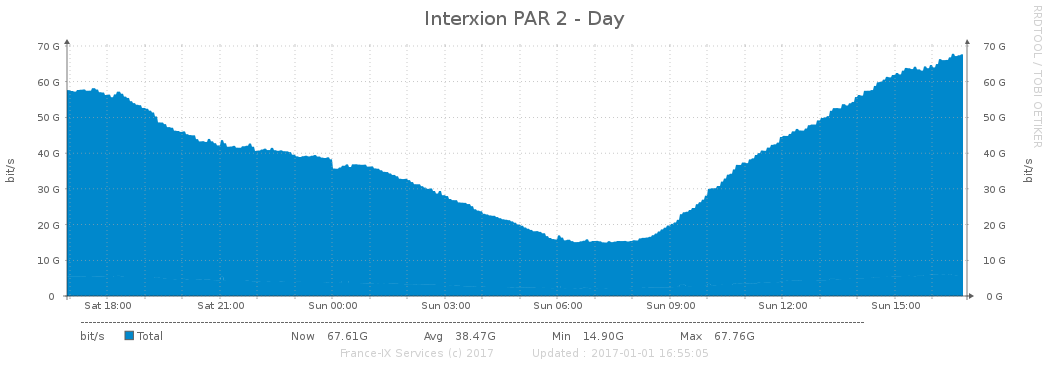 Interxion PAR 2 - Day
RRDTOOL / TOBI OETIKER
bit/s
70 G 70 G
60 G 60 G
50 G 50 G
40 G 40 G
30 G 30 G
20 G 20 G
10 G 10 G
0 0 G
bit/s
Sat 18:00 Sat 21:00 Sun 00:00 Sun 03:00 Sun 06:00 Sun 09:00 Sun 12:00 Sun 15:00
bit/s Total Now 67.61G Avg 38.47G Min 14.90G Max 67.76G
France-IX Services (c) 2017 Updated : 2017-01-01 16:55:05